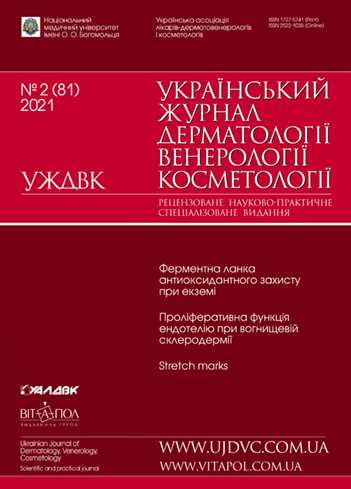 Національний
медичний університет
імені О. О. Богомольця
Українська асоціація
лікарів-дерматовенерологів
і косметологів
ISSN 1727-5741 (Print)
ISSN 2522-1035 (Online)
№ 2 (81)
2021
УЖДВК
УКРАЇНСЬКИЙ
ЖУРНАЛ
ДЕРМАТОЛОГІЇ
ВЕНЕРОЛОГІЇ
КОСМЕТОЛОГІЇ
РЕЦЕНЗОВАНЕ НАУКОВО-ПРАКТИЧНЕ
СПЕЦІАЛІЗОВАНЕ ВИДАННЯ
Ферментна ланка
антиоксидантного захисту
при екземі
Проліферативна функція
ендотелію при вогнищевій
склеродермії
Stretch marks
УАЛДВК
ВІТ-А-ПОЛ
ВИДАВНИЧА ГРУПА
Ukrainian Journal of
Dermatology, Venerology,
Cosmetology
Scientific and practical journal
WWW.UJDVC.COM.UA
WWW.VITAPOL.COM.UA